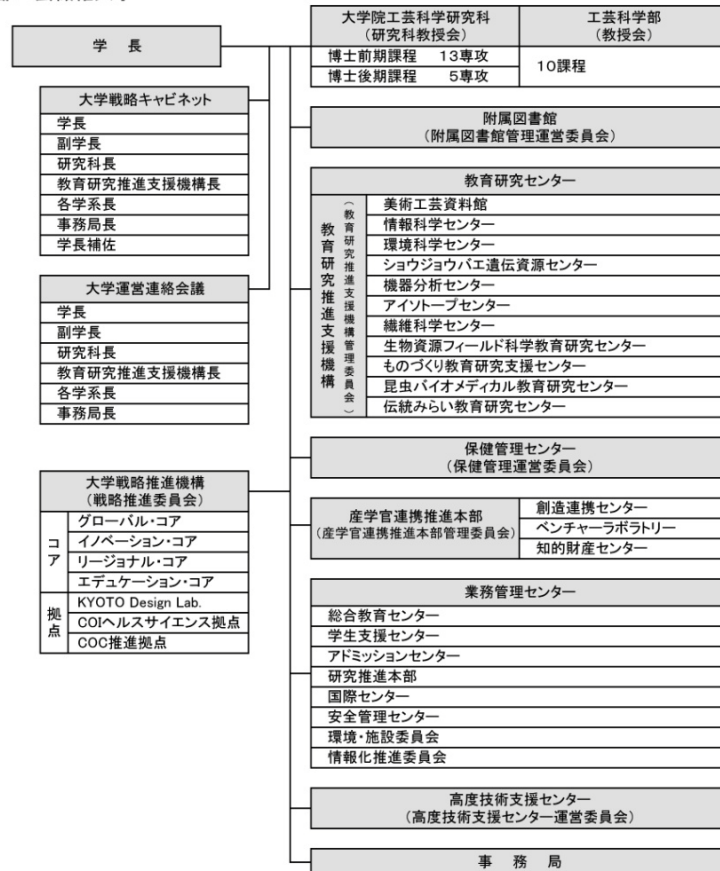 学 長
大学戦略キャビネット
学長
副学長
研究科長
教育研究推進支援機構長
各学系長
事務局長
学長補佐
大学運営連絡会議
学長
副学長
研究科長
教育研究推進支援機構長
各学系長
事務局長
大学戦略推進機構
(戦略推進委員会)
コア
グローバル・コア
イノベーション・コア
リージョナル・コア
エデュケーション・コア
拠点
KYOTO Design Lab.
COIヘルスサイエンス拠点
COC推進拠点
大学院工芸科学研究科
(研究科教授会)
博士前期課程 13専攻
博士後期課程 5専攻
工芸科学部
(教授会)
10課程
附属図書館
(附属図書館管理運営委員会)
教育研究センター
教育研究推進支援機構
(教育研究推進支援機構管理委員会)
美術工芸資料館
情報科学センター
環境科学センター
ショウジョウバエ遺伝資源センター
機器分析センター
アイソトープセンター
繊維科学センター
生物資源フィールド科学教育研究センター
ものづくり教育研究支援センター
昆虫バイオメディカル教育研究センター
伝統みらい教育研究センター
保健管理センター
(保健管理運営委員会)
産学官連携推進本部
(産学官連携推進本部管理委員会)
創造連携センター
ベンチャーラボラトリー
知的財産センター
業務管理センター
総合教育センター
学生支援センター
アドミッションセンター
研究推進本部
国際センター
安全管理センター
環境・施設委員会
情報化推進委員会
高度技術支援センター
(高度技術支援センター運営委員会)
事 務 局